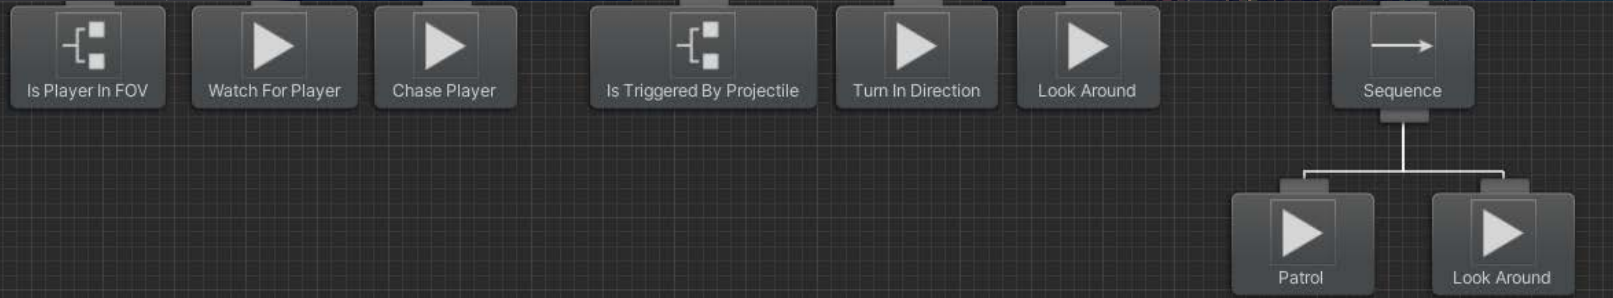 Is Player In FOV
Watch For Player
Chase Player
Is Triggered By Projectile
Turn In Direction
Look Around
Sequence
Patrol
Look Around